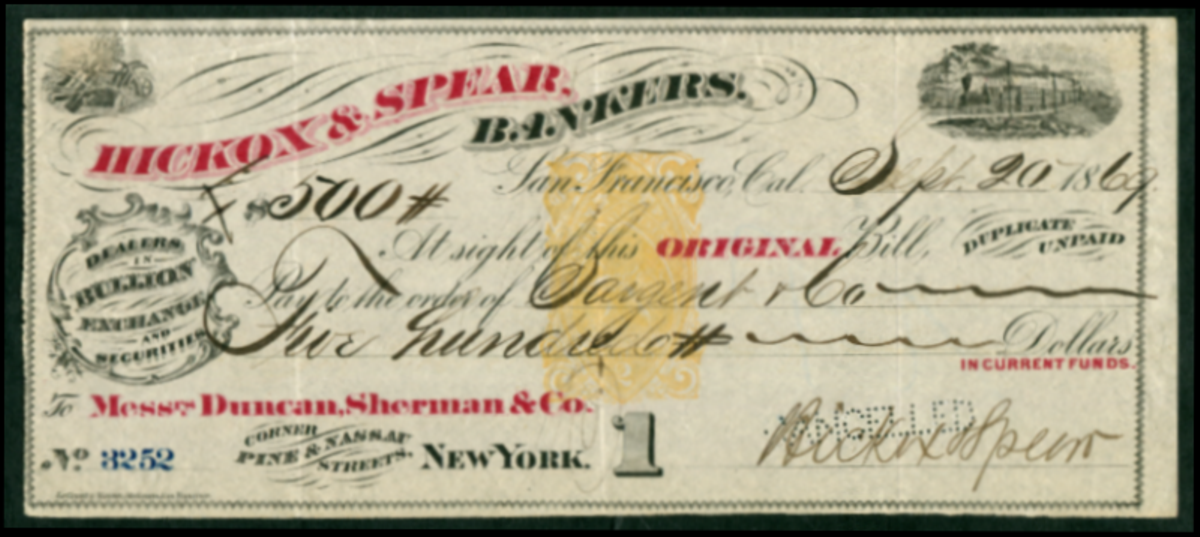 HICKOX & SPEAR,
BANKERS.
San Francisco, Cal. Sept. 20 1869.
$500#
At sight of this ORIGINAL Bill, DUPLICATE UNPAID
DEALERS
IN
BULLION
EXCHANGE
AND
SECURITIES
Pay to the order of Sargent & Co
Five hundred # Dollars
IN CURRENT FUNDS.
To Messrs Duncan, Sherman & Co.
CORNER
PINE & NASSAU
STREETS,
NEW YORK.
1
CANCELLED
Hickox & Spear
No. 3252